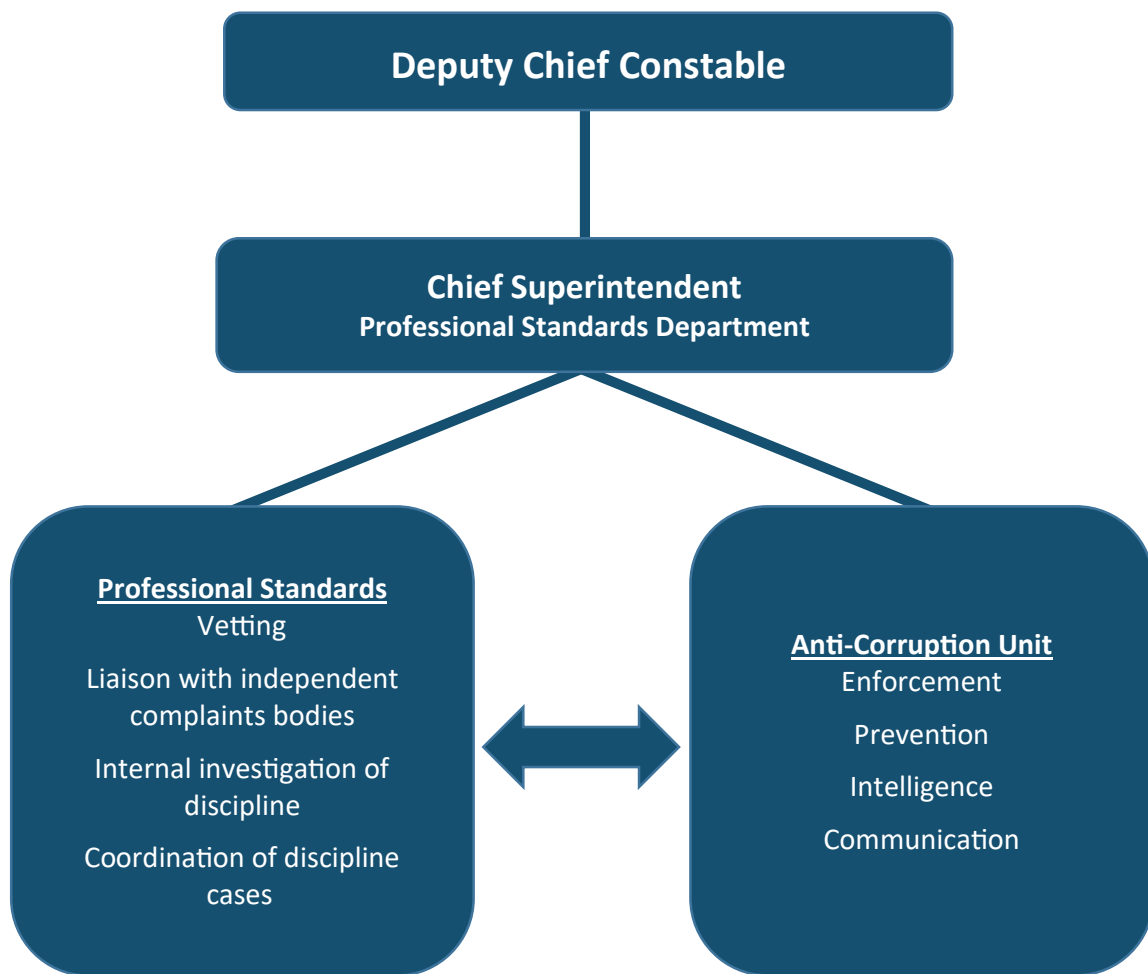 Deputy Chief Constable
Chief Superintendent
Professional Standards Department
Professional Standards
Vetting
Liaison with independent
complaints bodies
Internal investigation of
discipline
Coordination of discipline
cases
Anti-Corruption Unit
Enforcement
Prevention
Intelligence
Communication